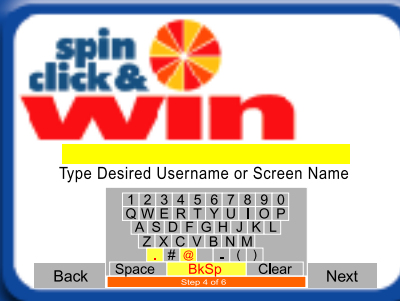 spin
click &
win
Type Desired Username or Screen Name
1 2 3 4 5 6 7 8 9 0
Q W E R T Y U I O P
A S D F G H J K L
Z X C V B N M
. # @ _ - ( )
Space BkSp Clear
Back Next
Step 4 of 6